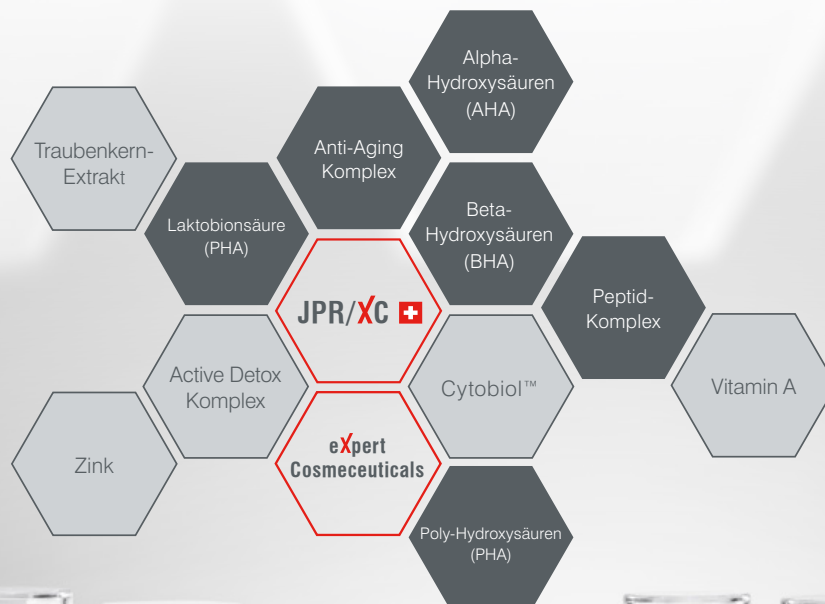 Alpha-
Hydroxysäuren
(AHA)
Traubenkern-
Extrakt
Anti-Aging
Komplex
Laktobionsäure
(PHA)
Beta-
Hydroxysäuren
(BHA)
JPR/XC
Peptid-
Komplex
Active Detox
Komplex
Cytobiol™
Vitamin A
Zink
eXpert
Cosmeceuticals
Poly-Hydroxysäuren
(PHA)